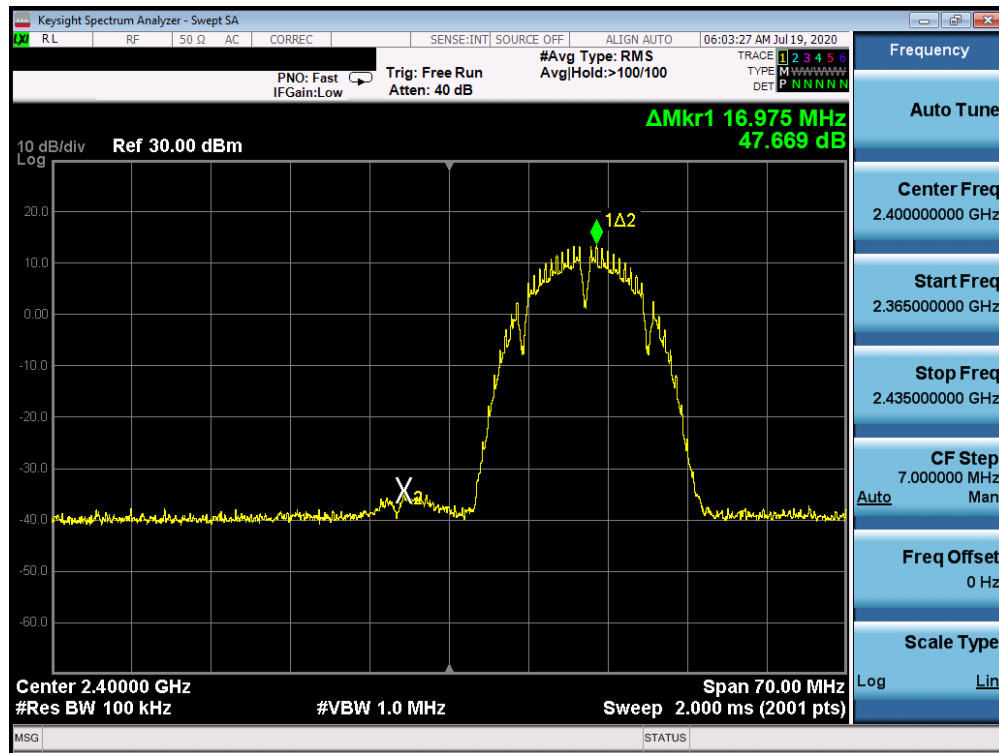 Keysight Spectrum Analyzer - Swept SA
LXI RL RF 50 Ω AC CORREC SENSE:INT SOURCE OFF ALIGN AUTO 06:03:27 AM Jul 19, 2020
PNO: Fast
IFGain:Low
Trig: Free Run
Atten: 40 dB
#Avg Type: RMS
Avg|Hold:>100/100
TRACE 1 2 3 4 5 6
TYPE M WWWWW
DET P N N N N N
ΔMkr1 16.975 MHz
47.669 dB
10 dB/div Ref 30.00 dBm
Log
20.0
10.0
0.00
-10.0
-20.0
-30.0
-40.0
-50.0
-60.0
1Δ2
X2
Center 2.40000 GHz Span 70.00 MHz
#Res BW 100 kHz #VBW 1.0 MHz Sweep 2.000 ms (2001 pts)
MSG STATUS
Frequency
Auto Tune
Center Freq
2.400000000 GHz
Start Freq
2.365000000 GHz
Stop Freq
2.435000000 GHz
CF Step
7.000000 MHz
Auto Man
Freq Offset
0 Hz
Scale Type
Log Lin